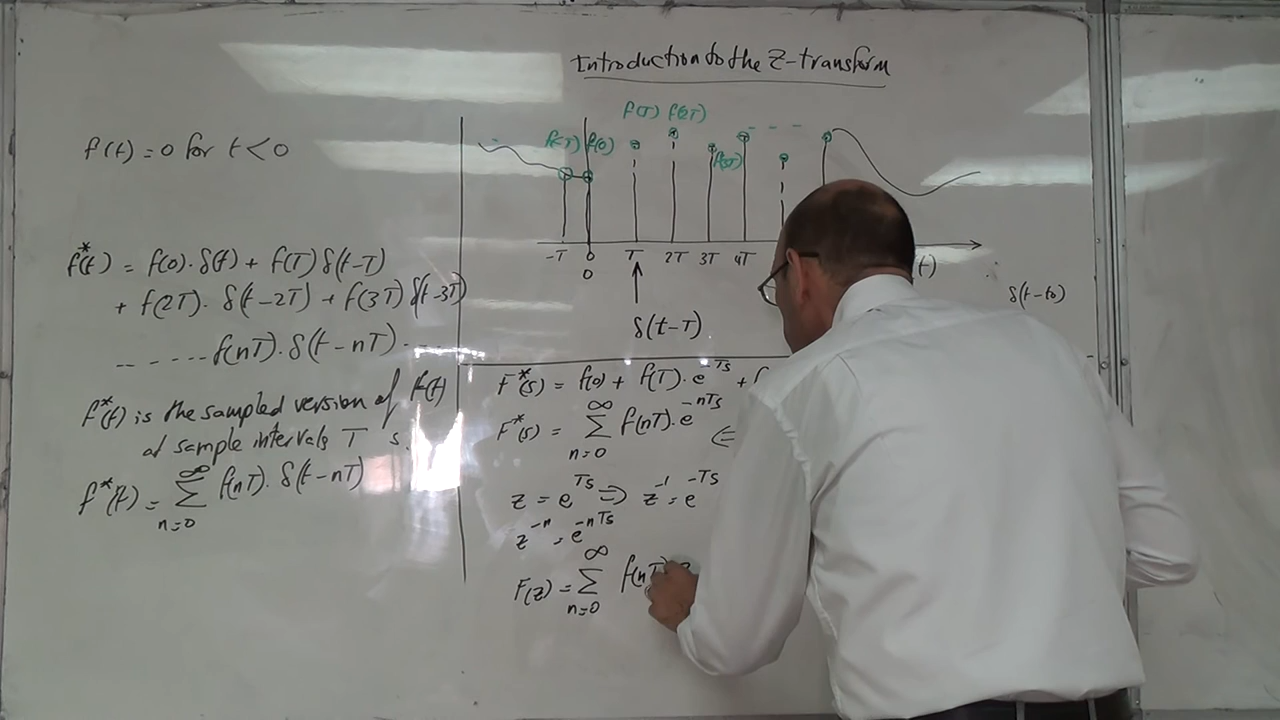 Introduction to the Z-transform
f(t) = 0 for t < 0
f*(t) = f(0).δ(t) + f(T) δ(t-T)
+ f(2T). δ(t-2T) + f(3T) δ(t-3T)
------ f(nT). δ(t-nT) ----
f*(t) is the sampled version of f(t)
at sample intervals T s.
f*(t) = ∞ Σ n=0 f(nT). δ(t-nT)
f(T) f(2T)
f(-T) f(0) f(3T)
-T 0 T 2T 3T 4T
0
δ(t-T)
δ(t-t0)
F*(s) = f(0) + f(T).e^-Ts +
F*(s) = ∞ Σ n=0 f(nT).e^-nTs
z = e^Ts ⇒ z^-1 = e^-Ts
z^-n = e^-nTs
F(z) = ∞ Σ n=0 f(nT)